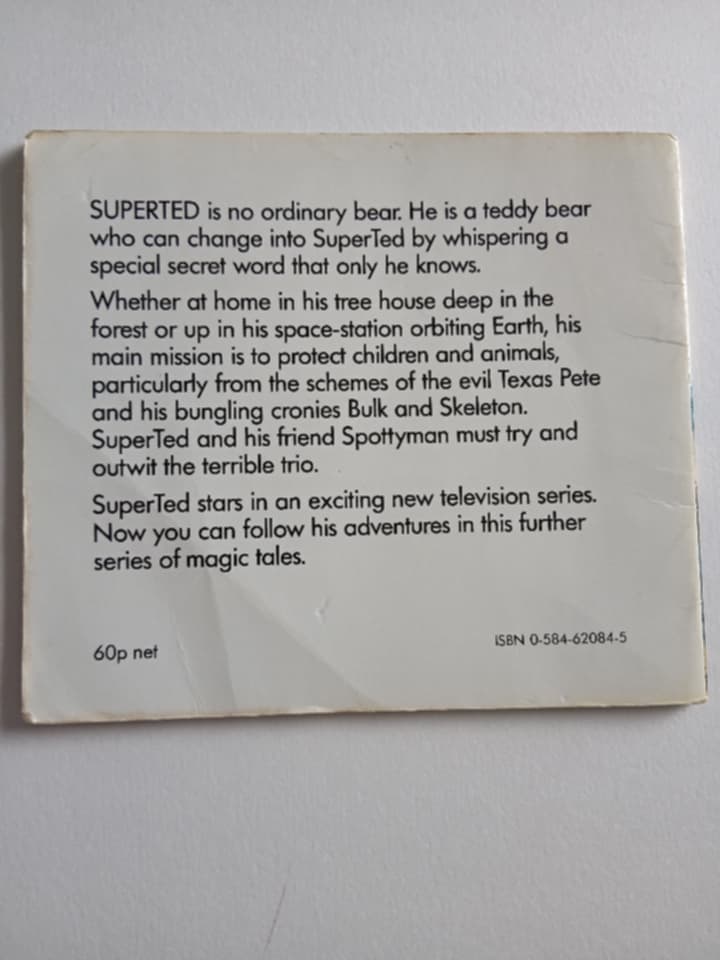 SUPERTED is no ordinary bear. He is a teddy bear
who can change into SuperTed by whispering a
special secret word that only he knows.
Whether at home in his tree house deep in the
forest or up in his space-station orbiting Earth, his
main mission is to protect children and animals,
particularly from the schemes of the evil Texas Pete
and his bungling cronies Bulk and Skeleton.
SuperTed and his friend Spottyman must try and
outwit the terrible trio.
SuperTed stars in an exciting new television series.
Now you can follow his adventures in this further
series of magic tales.
60p net
ISBN 0-584-62084-5